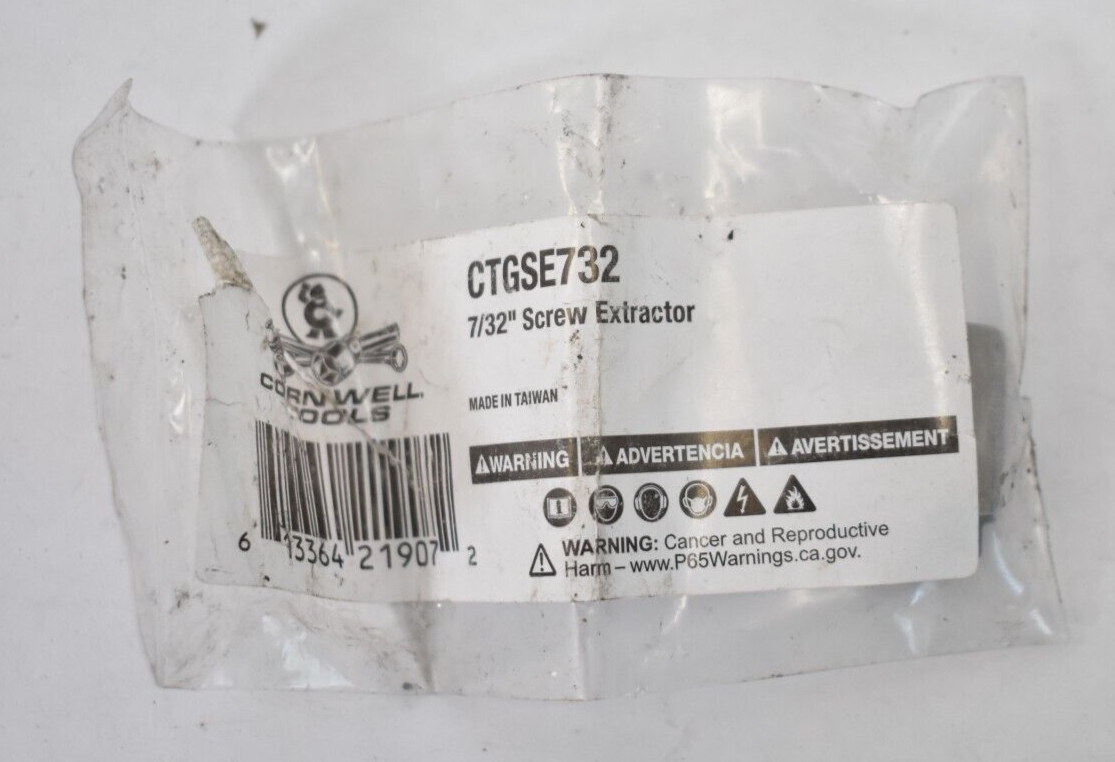 CTGSE732
7/32" Screw Extractor
CORNWELL
TOOLS
MADE IN TAIWAN
WARNING ADVERTENCIA AVERTISSEMENT
6 13364 21907 2
WARNING: Cancer and Reproductive
Harm – www.P65Warnings.ca.gov.